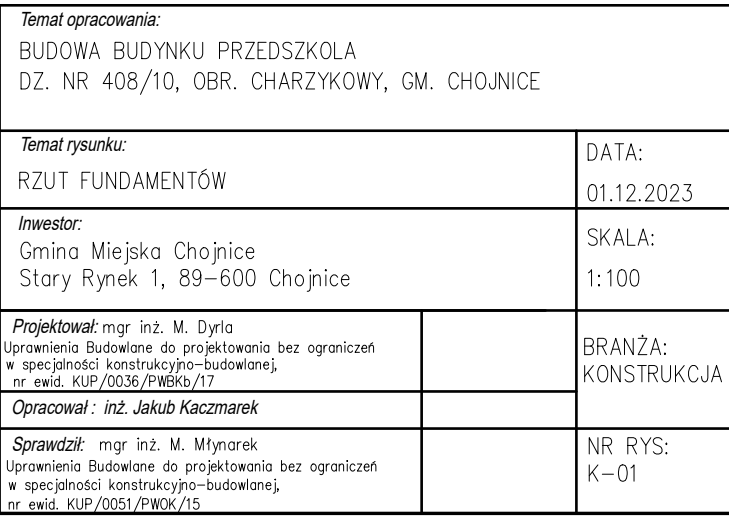 Temat opracowania:
BUDOWA BUDYNKU PRZEDSZKOLA
DZ. NR 408/10, OBR. CHARZYKOWY, GM. CHOJNICE
Temat rysunku:
RZUT FUNDAMENTÓW
DATA:
01.12.2023
Inwestor:
Gmina Miejska Chojnice
Stary Rynek 1, 89-600 Chojnice
SKALA:
1:100
Projektował: mgr inż. M. Dyrla
Uprawnienia Budowlane do projektowania bez ograniczeń
w specjalności konstrukcyjno-budowlanej,
nr ewid. KUP/0036/PWBKb/17
Opracował : inż. Jakub Kaczmarek
BRANŻA:
KONSTRUKCJA
Sprawdził: mgr inż. M. Młynarek
Uprawnienia Budowlane do projektowania bez ograniczeń
w specjalności konstrukcyjno-budowlanej,
nr ewid. KUP/0051/PWOK/15
NR RYS:
K-01